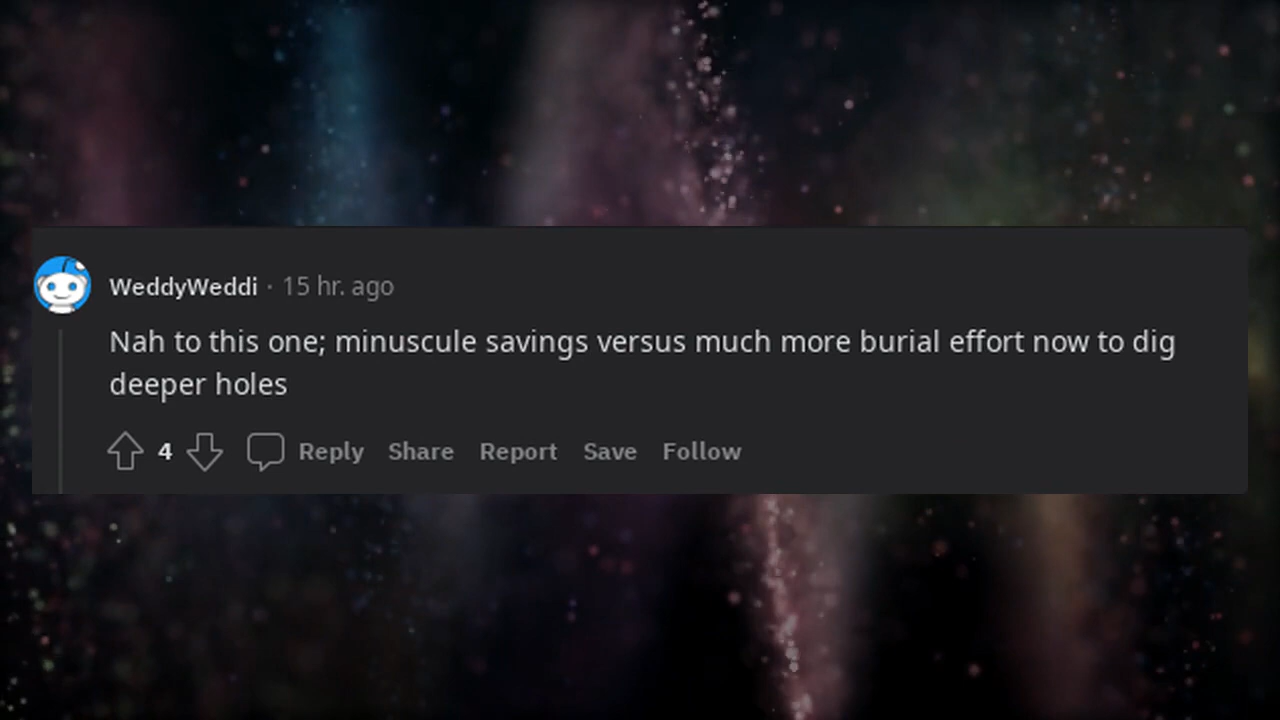 WeddyWeddi · 15 hr. ago
Nah to this one; minuscule savings versus much more burial effort now to dig
deeper holes
4 Reply Share Report Save Follow